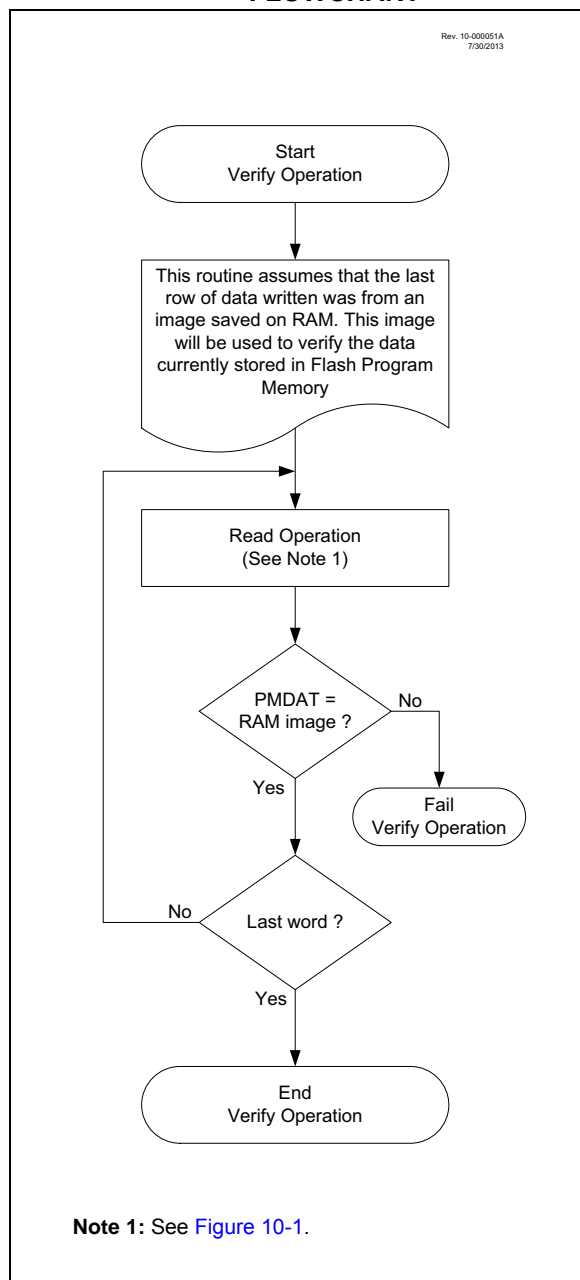 Rev. 10-000051A
7/30/2013
Start
Verify Operation
This routine assumes that the last
row of data written was from an
image saved on RAM. This image
will be used to verify the data
currently stored in Flash Program
Memory
Read Operation
(See Note 1)
PMDAT =
RAM image ?
No
Yes
Fail
Verify Operation
Last word ?
No
Yes
End
Verify Operation
Note 1: See Figure 10-1.